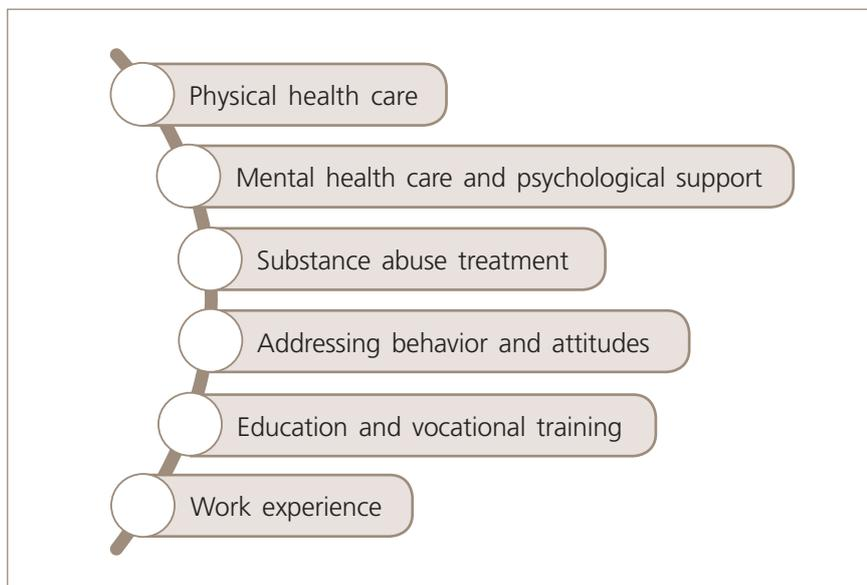 Physical health care
Mental health care and psychological support
Substance abuse treatment
Addressing behavior and attitudes
Education and vocational training
Work experience